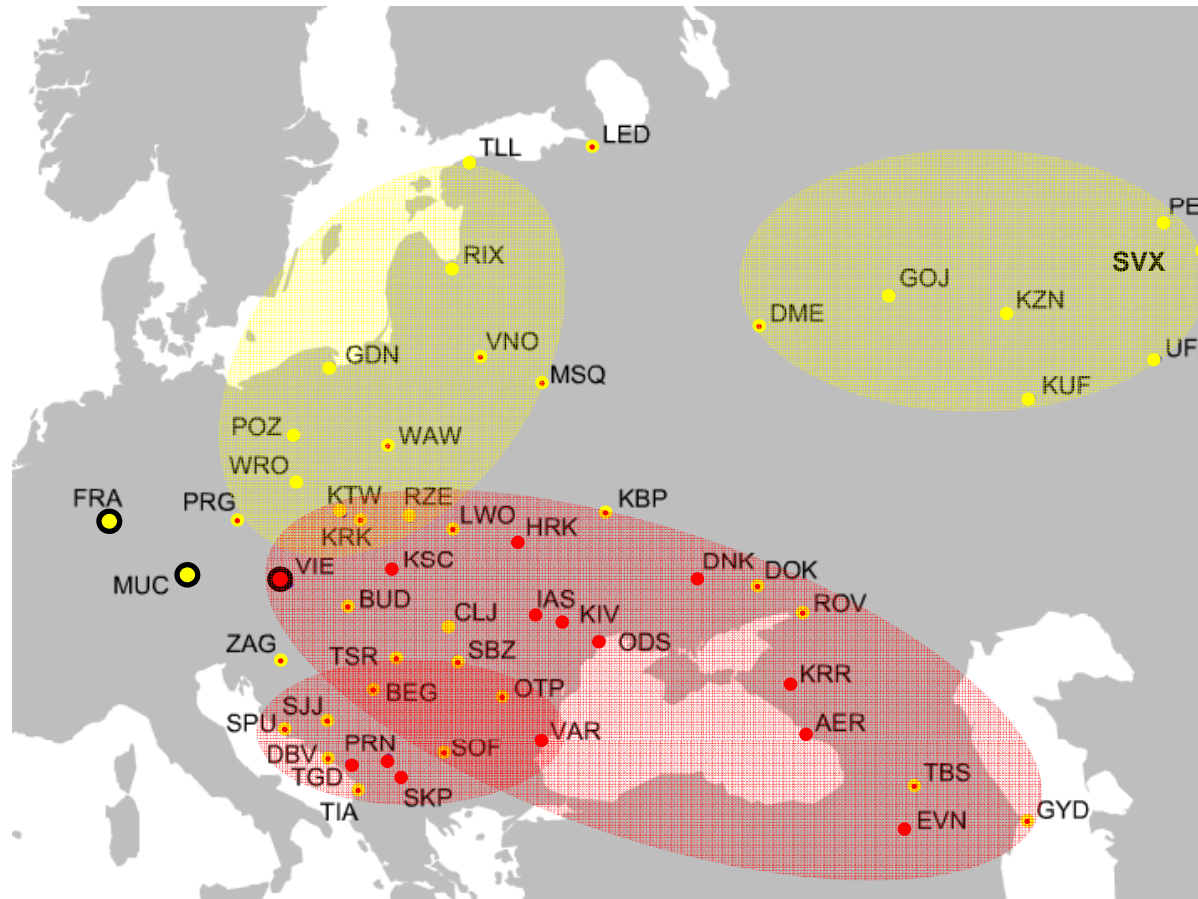 LED
TLL
PE
RIX
SVX
GOJ
KZN
DME
VNO
GDN
MSQ
UF
KUF
POZ
WAW
WRO
FRA
PRG
KTW
RZE
KBP
LWO
HRK
KRK
VIE
KSC
DNK
DOK
MUC
BUD
CLJ
IAS
KIV
ROV
ZAG
TSR
SBZ
ODS
KRR
BEG
OTP
SJJ
SPU
AER
VAR
PRN
DBV
SOF
TGD
TBS
SKP
TIA
GYD
EVN